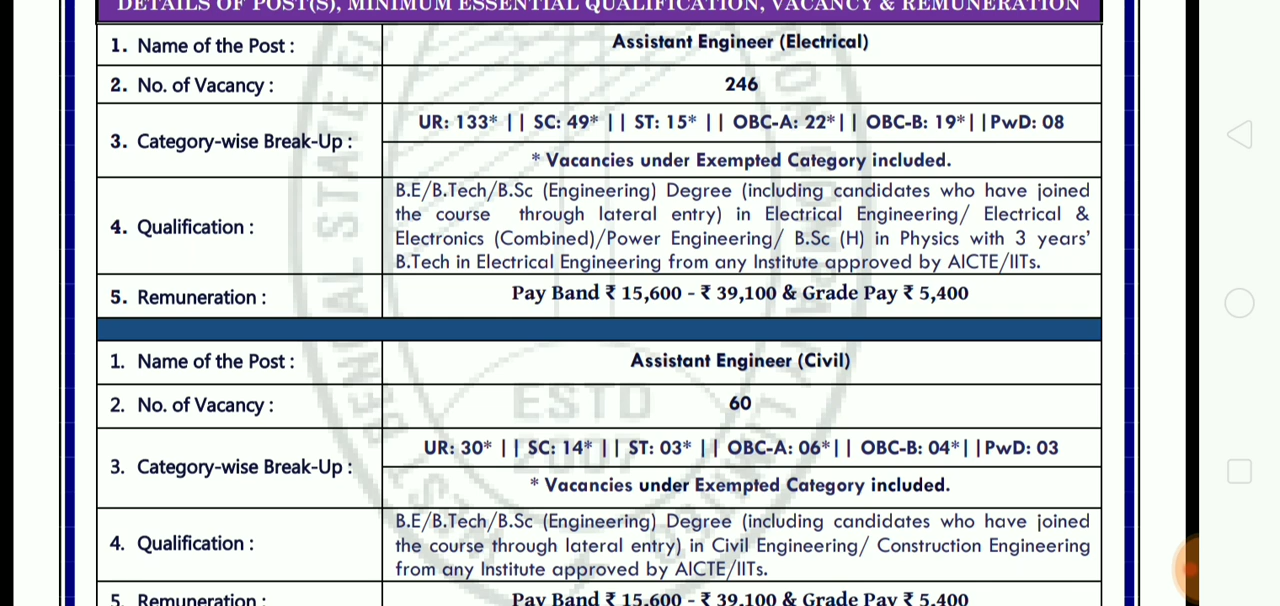 DETAILS OF POST(S), MINIMUM ESSENTIAL QUALIFICATION, VACANCY & REMUNERATION
1. Name of the Post : Assistant Engineer (Electrical)
2. No. of Vacancy : 246
3. Category-wise Break-Up : UR: 133* || SC: 49* || ST: 15* || OBC-A: 22*|| OBC-B: 19*||PwD: 08
* Vacancies under Exempted Category included.
4. Qualification : B.E/B.Tech/B.Sc (Engineering) Degree (including candidates who have joined
the course through lateral entry) in Electrical Engineering/ Electrical &
Electronics (Combined)/Power Engineering/ B.Sc (H) in Physics with 3 years’
B.Tech in Electrical Engineering from any Institute approved by AICTE/IITs.
5. Remuneration : Pay Band ₹ 15,600 - ₹ 39,100 & Grade Pay ₹ 5,400
1. Name of the Post : Assistant Engineer (Civil)
2. No. of Vacancy : 60
3. Category-wise Break-Up : UR: 30* || SC: 14* || ST: 03* || OBC-A: 06*|| OBC-B: 04*||PwD: 03
* Vacancies under Exempted Category included.
4. Qualification : B.E/B.Tech/B.Sc (Engineering) Degree (including candidates who have joined
the course through lateral entry) in Civil Engineering/ Construction Engineering
from any Institute approved by AICTE/IITs.
5. Remuneration : Pay Band ₹ 15,600 - ₹ 39,100 & Grade Pay ₹ 5,400
ESTD